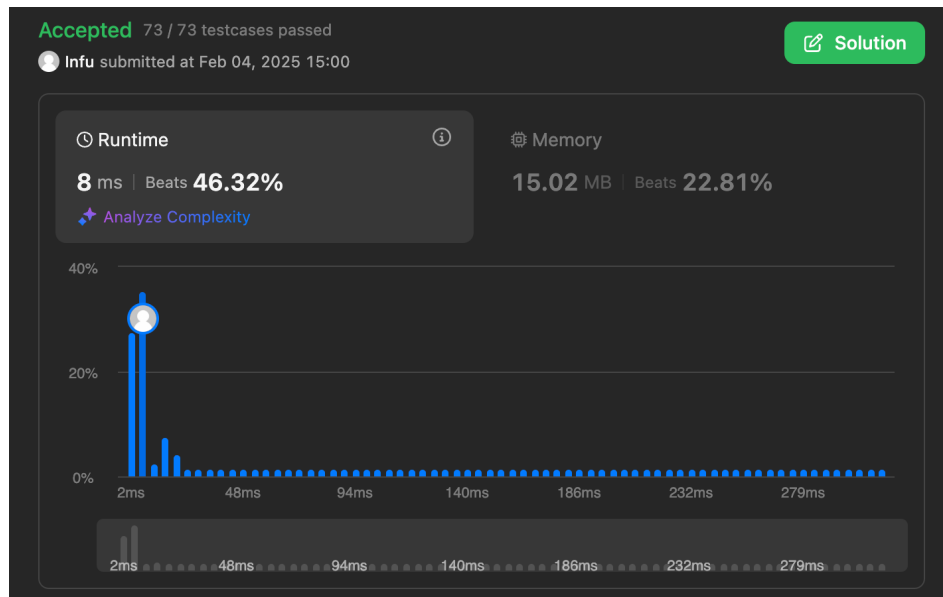 Accepted 73 / 73 testcases passed
Solution
Infu submitted at Feb 04, 2025 15:00
Runtime
8 ms | Beats 46.32%
Analyze Complexity
Memory
15.02 MB | Beats 22.81%
40%
20%
0%
2ms 48ms 94ms 140ms 186ms 232ms 279ms
2ms 48ms 94ms 140ms 186ms 232ms 279ms